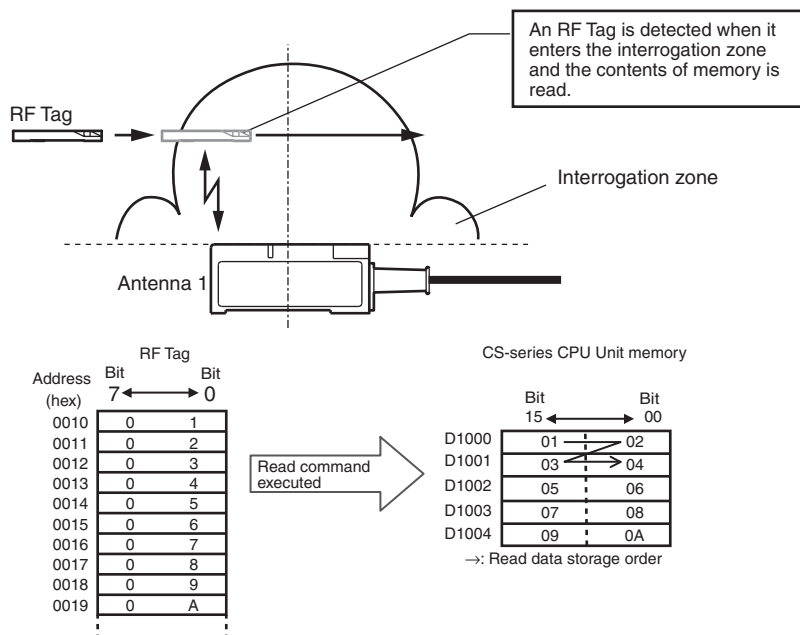 An RF Tag is detected when it
enters the interrogation zone
and the contents of memory is
read.
RF Tag
Interrogation zone
Antenna 1
RF Tag
Address
(hex)
Bit
7
Bit
0
0010 0 1
0011 0 2
0012 0 3
0013 0 4
0014 0 5
0015 0 6
0016 0 7
0017 0 8
0018 0 9
0019 0 A
Read command
executed
CS-series CPU Unit memory
Bit
15
Bit
00
D1000 01 02
D1001 03 04
D1002 05 06
D1003 07 08
D1004 09 0A
→: Read data storage order